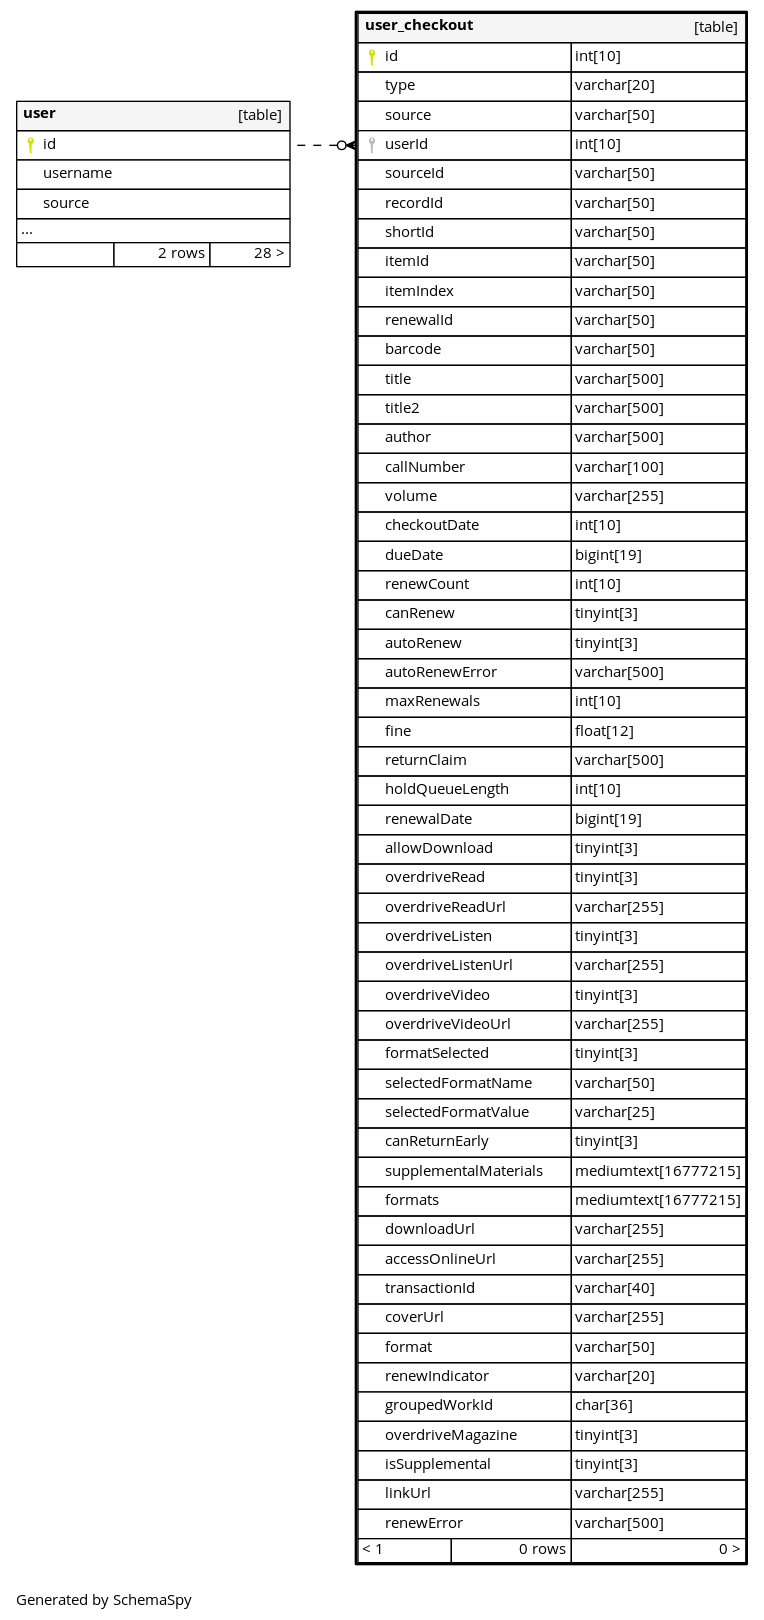 user [table]
id
username
source
...
2 rows 28 >
user_checkout [table]
id int[10]
type varchar[20]
source varchar[50]
userId int[10]
sourceId varchar[50]
recordId varchar[50]
shortId varchar[50]
itemId varchar[50]
itemIndex varchar[50]
renewalId varchar[50]
barcode varchar[50]
title varchar[500]
title2 varchar[500]
author varchar[500]
callNumber varchar[100]
volume varchar[255]
checkoutDate int[10]
dueDate bigint[19]
renewCount int[10]
canRenew tinyint[3]
autoRenew tinyint[3]
autoRenewError varchar[500]
maxRenewals int[10]
fine float[12]
returnClaim varchar[500]
holdQueueLength int[10]
renewalDate bigint[19]
allowDownload tinyint[3]
overdriveRead tinyint[3]
overdriveReadUrl varchar[255]
overdriveListen tinyint[3]
overdriveListenUrl varchar[255]
overdriveVideo tinyint[3]
overdriveVideoUrl varchar[255]
formatSelected tinyint[3]
selectedFormatName varchar[50]
selectedFormatValue varchar[25]
canReturnEarly tinyint[3]
supplementalMaterials mediumtext[16777215]
formats mediumtext[16777215]
downloadUrl varchar[255]
accessOnlineUrl varchar[255]
transactionId varchar[40]
coverUrl varchar[255]
format varchar[50]
renewIndicator varchar[20]
groupedWorkId char[36]
overdriveMagazine tinyint[3]
isSupplemental tinyint[3]
linkUrl varchar[255]
renewError varchar[500]
< 1 0 rows 0 >
Generated by SchemaSpy